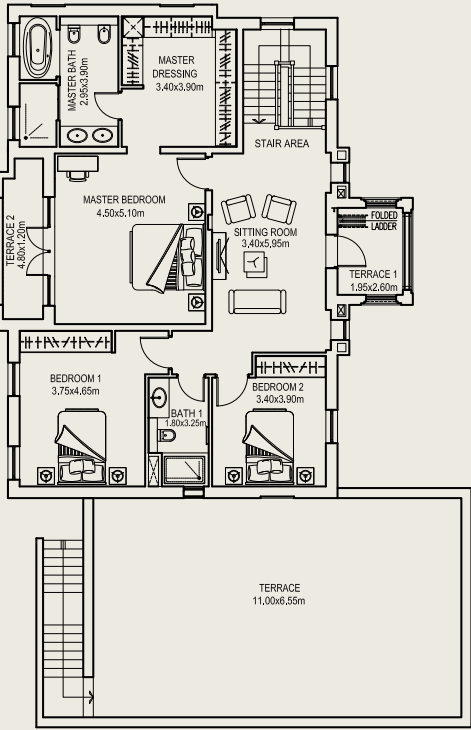 MASTER BATH
2.95x3.90m
MASTER
DRESSING
3,40x3.90m
STAIR AREA
MASTER BEDROOM
4.50x5.10m
TERRACE 2
4.80x1.20m
SITTING ROOM
3,40x5,95m
FOLDED
LADDER
TERRACE 1
1.95x2.60m
BEDROOM 1
3.75x4.65m
BATH 1
1.80x3.25m
BEDROOM 2
3.40x3.90m
TERRACE
11,00x6,55m